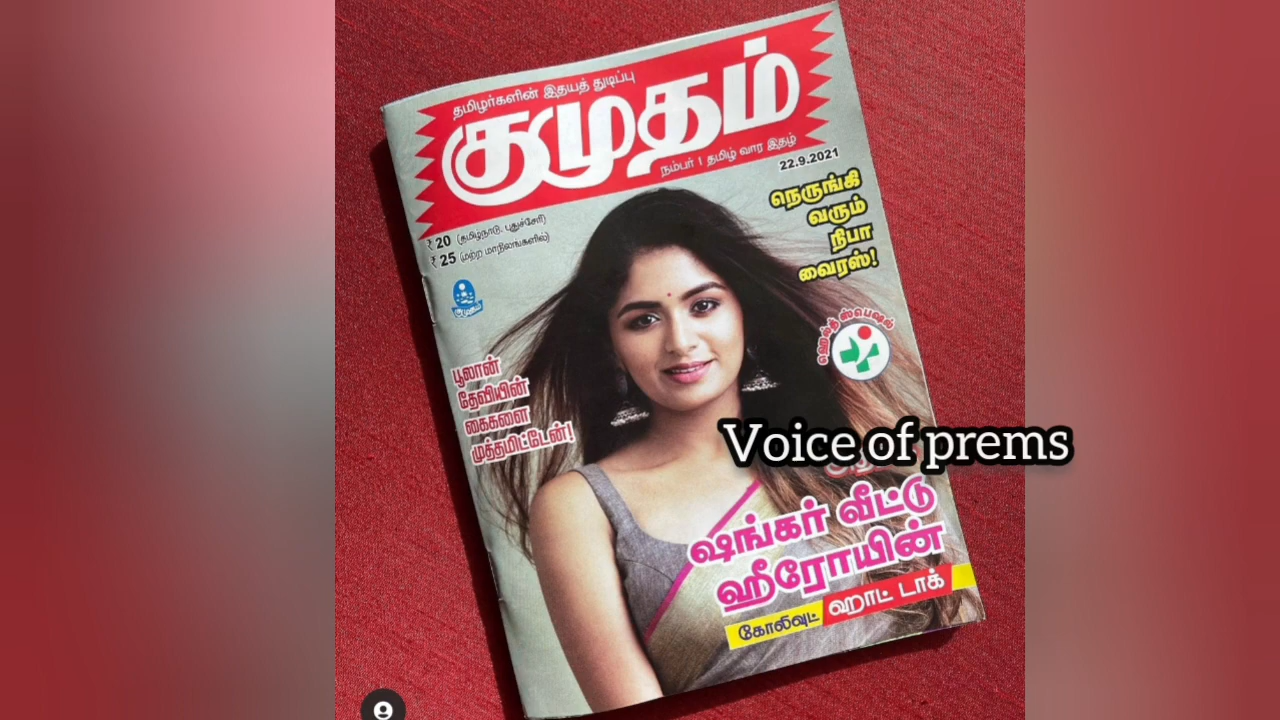 தமிழர்களின் இதயத் துடிப்பு
குமுதம்
நம்பர் 1 தமிழ் வார இதழ்
22.9.2021
₹ 20 (தமிழ்நாடு, புதுச்சேரி)
₹ 25 (மற்ற மாநிலங்களில்)
குமுதம்
நெருங்கி
வரும்
நிபா
வைரஸ்!
ஹெல்த் ஸ்பெஷல்
பூலான்
தேவியின்
கைகளை
முத்தமிட்டேன்!
Voice of prems
ஷங்கர் வீட்டு
ஹீரோயின்
கோலிவுட் ஹாட் டாக்